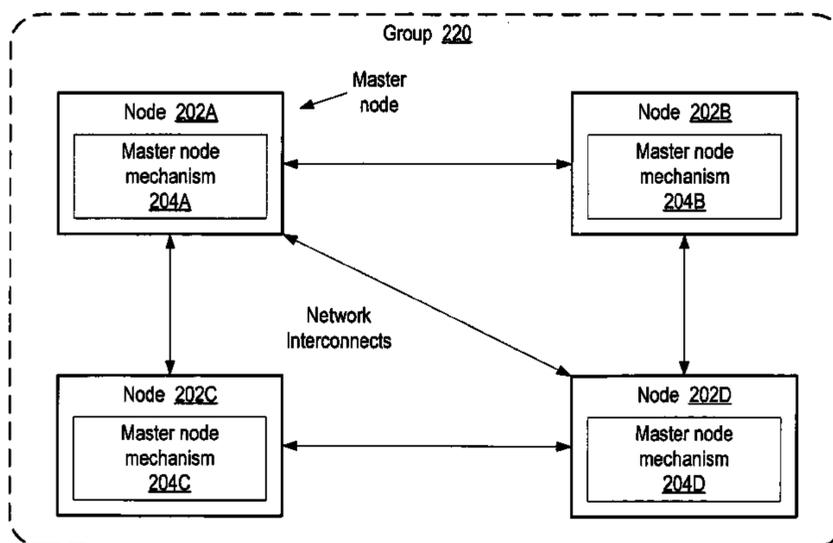 Group 220
Master
node
Node 202A
Master node
mechanism
204A
Node 202B
Master node
mechanism
204B
Network
Interconnects
Node 202C
Master node
mechanism
204C
Node 202D
Master node
mechanism
204D